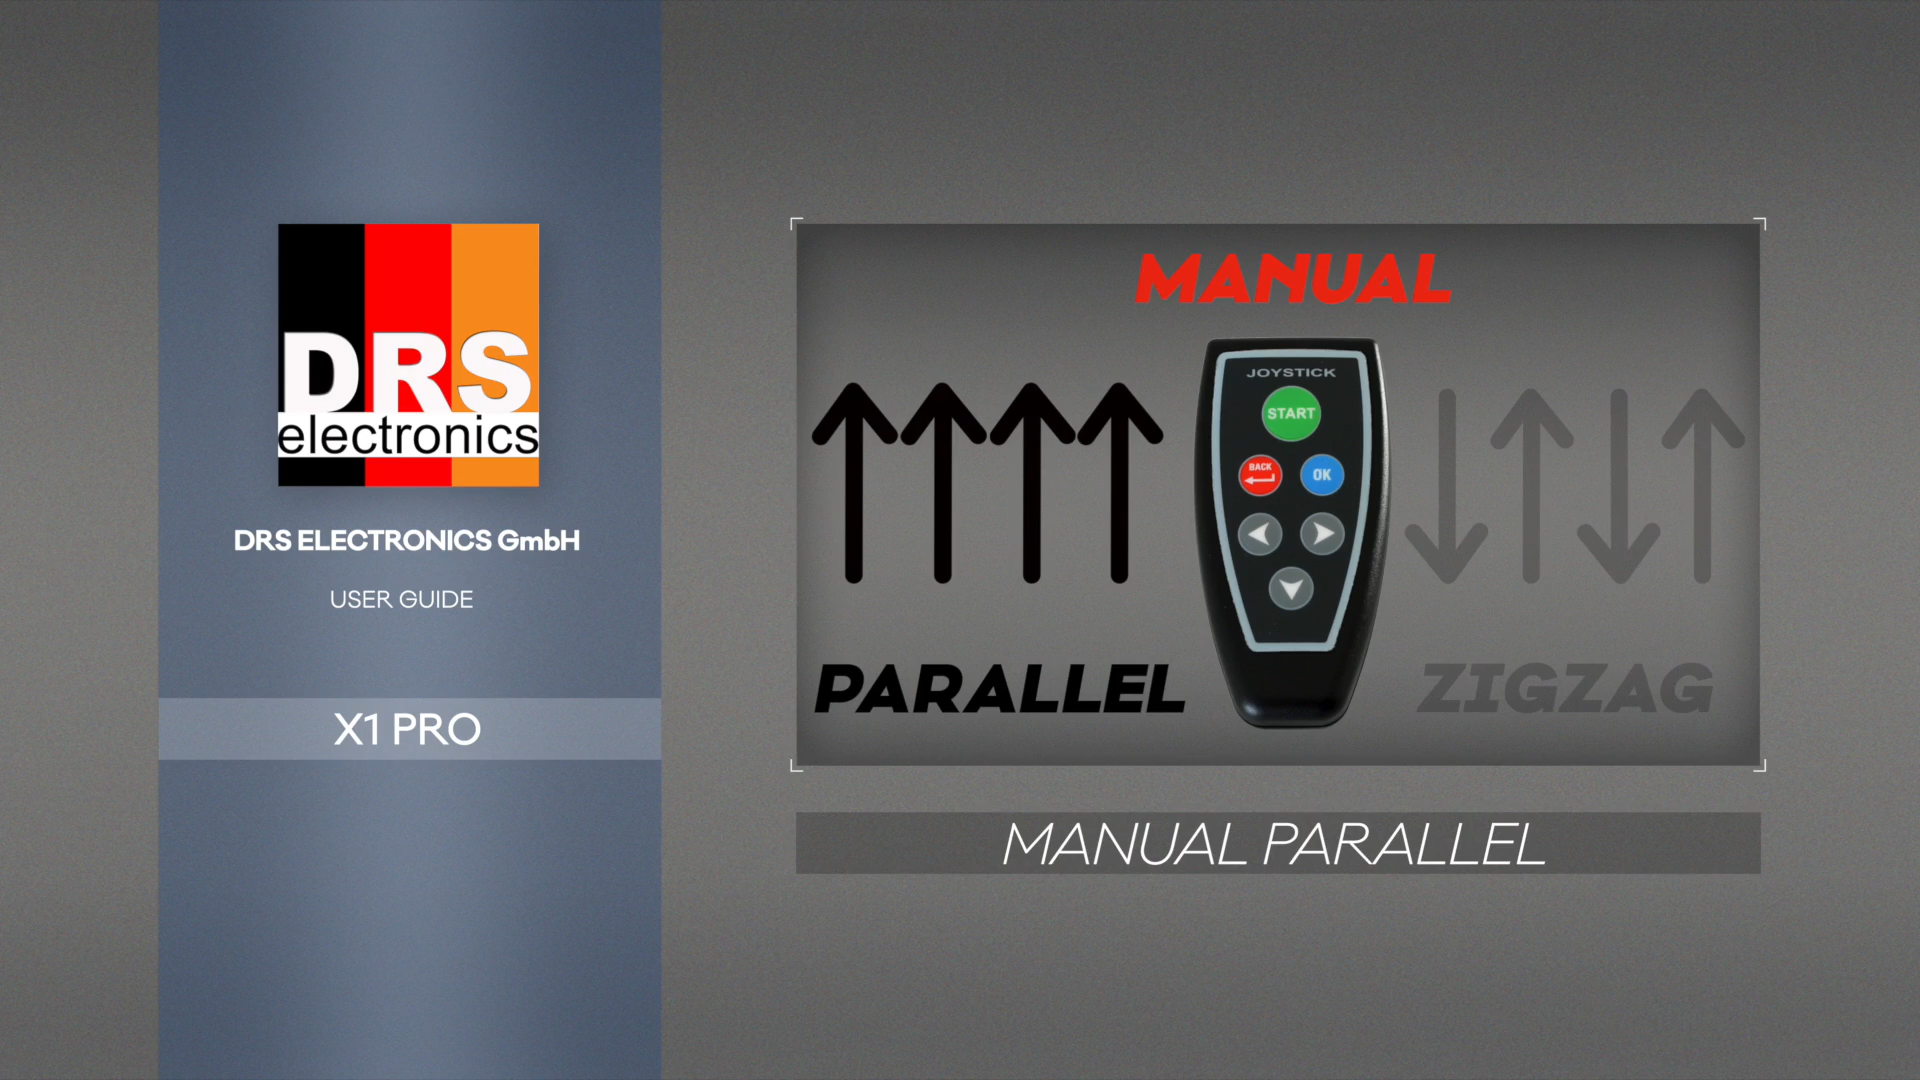 DRS
electronics
DRS ELECTRONICS GmbH
USER GUIDE
X1 PRO
MANUAL
JOYSTICK
START
BACK
OK
PARALLEL
ZIGZAG
MANUAL PARALLEL